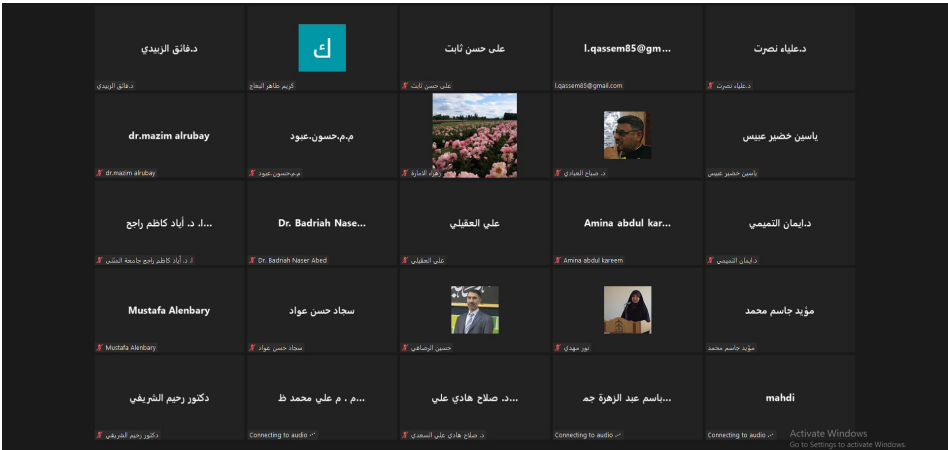 د.فائق الزبيدي
ك
علي حسن ثابت
l.qassem85@gm...
د.علياء نصرت
د.فائق الزبيدي
كريم طاهر البعاج
علي حسن ثابت
l.qassem85@gmail.com
د.علياء نصرت
dr.mazim alrubay
م.م.حسون.عبود
ياسين خضير عبيس
dr.mazim alrubay
م.م.حسون.عبود
زهراء الامارة
د. صباح العبادي
ياسين خضير عبيس
ا. د. أياد كاظم راجح...
Dr. Badriah Nase...
علي العقيلي
Amina abdul kar...
د.ايمان التميمي
ا. د. أياد كاظم راجح جامعة المثنى
Dr. Badriah Naser Abed
علي العقيلي
Amina abdul kareem
د.ايمان التميمي
Mustafa Alenbary
سجاد حسن عواد
مؤيد جاسم محمد
Mustafa Alenbary
سجاد حسن عواد
حسين الرصافي
نور مهدي
مؤيد جاسم محمد
دكتور رحيم الشريفي
م . م علي محمد ظ...
د. صلاح هادي علي...
باسم عبد الزهرة جم...
mahdi
دكتور رحيم الشريفي
Connecting to audio
د. صلاح هادي علي السعدي
Connecting to audio
Connecting to audio
Activate Windows
Go to Settings to activate Windows.